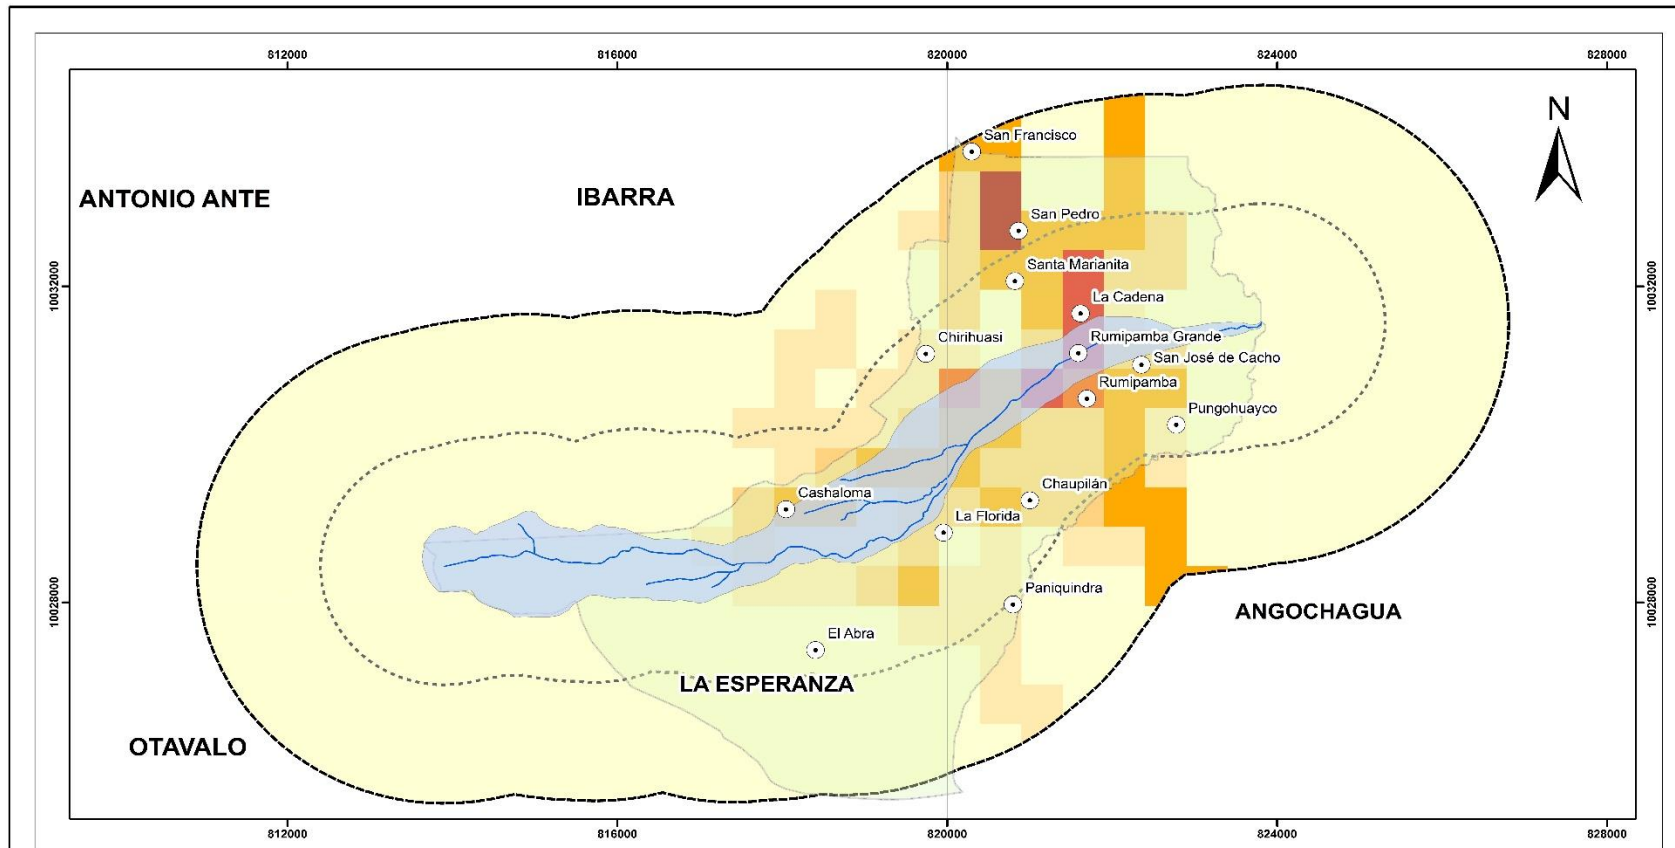 812000
816000
820000
824000
828000
N
San Francisco
ANTONIO ANTE
IBARRA
San Pedro
Santa Marianita
10032000
10032000
La Cadena
Chirihuasi
Rumipamba Grande
San José de Cacho
Rumipamba
Pungohuayco
Cashaloma
Chaupilán
La Florida
Paniquindra
10028000
10028000
ANGOCHAGUA
El Abra
LA ESPERANZA
OTAVALO
812000
816000
820000
824000
828000